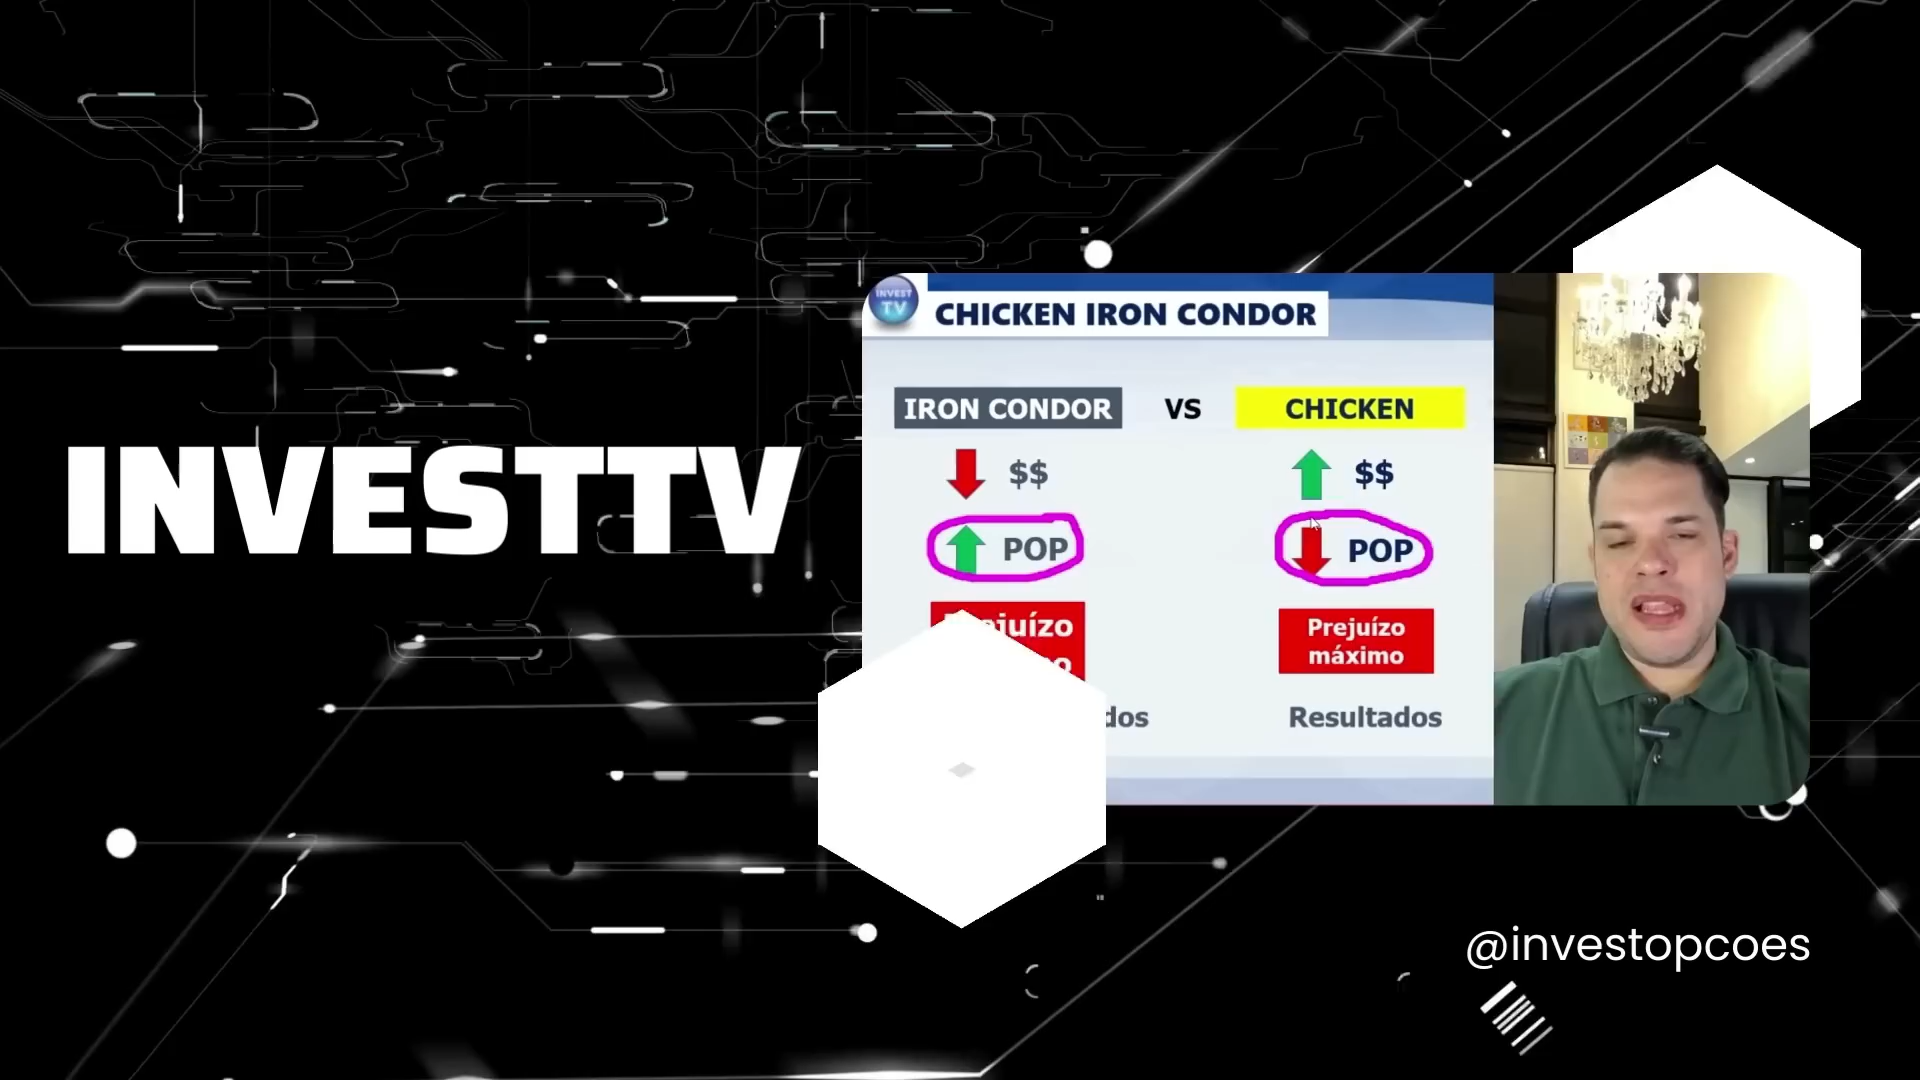 INVESTTV
INVEST
TV
CHICKEN IRON CONDOR
IRON CONDOR VS CHICKEN
$$ $$
POP POP
Prejuízo
máximo
Resultados
@investopcoes